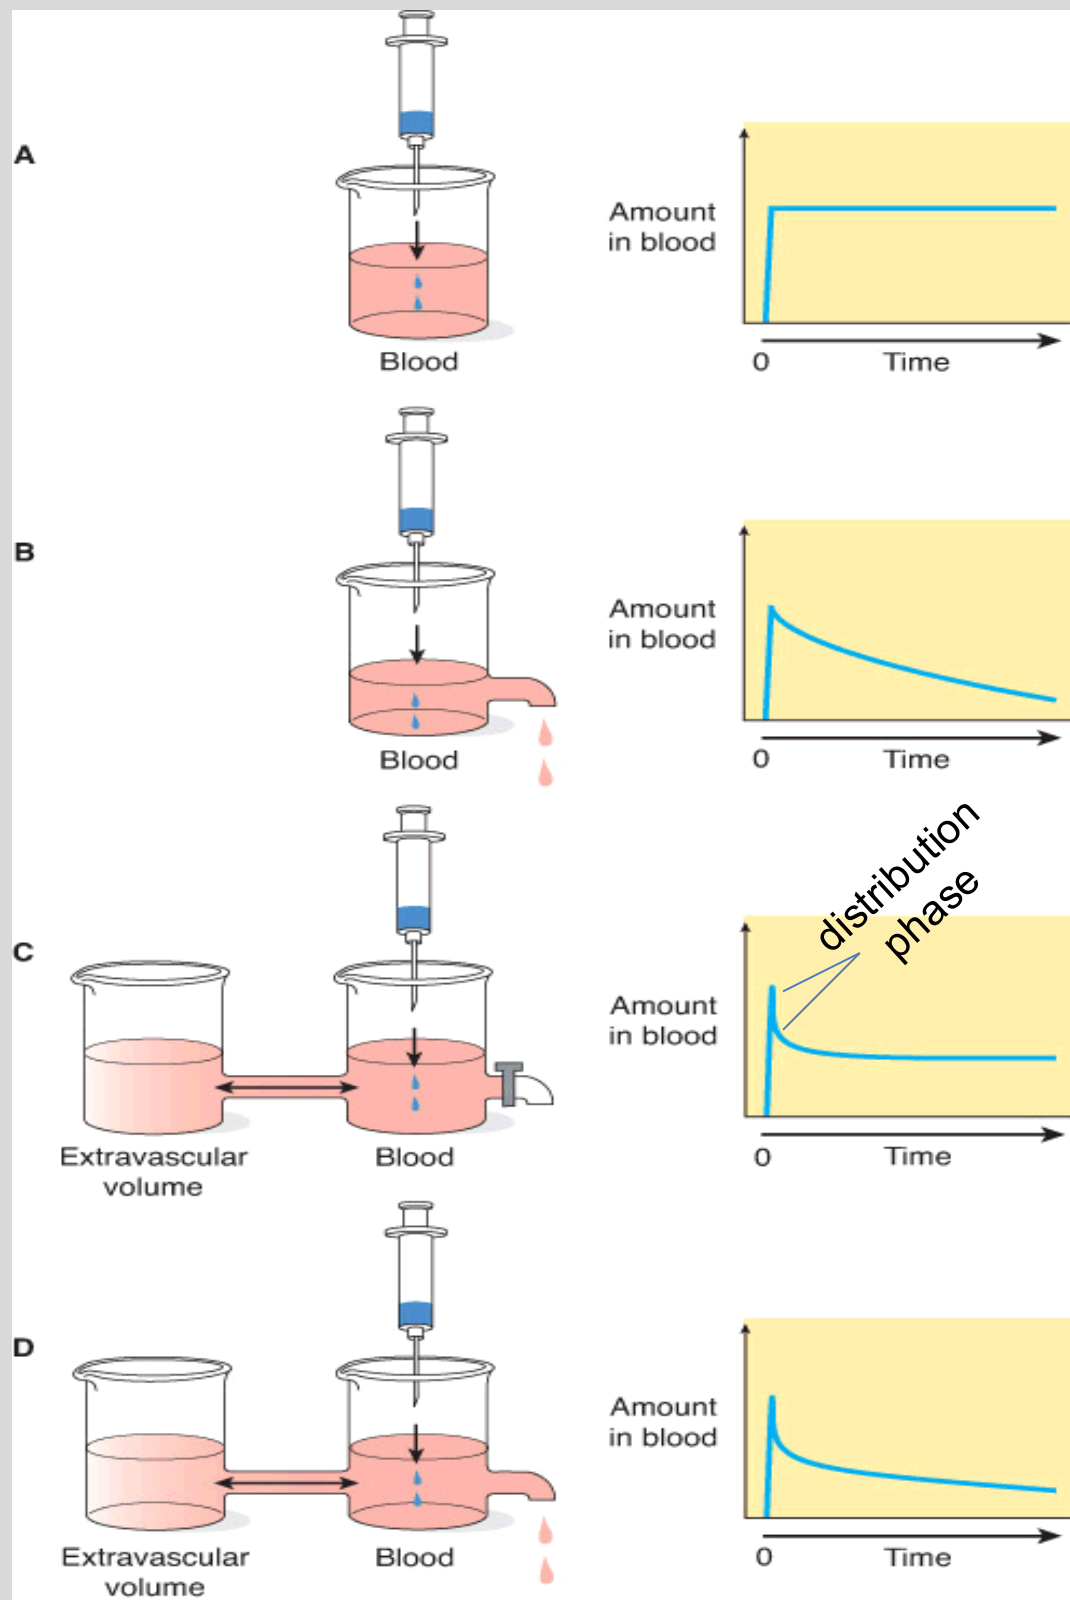 A
Amount
in blood
Blood
0
Time
B
Amount
in blood
Blood
0
Time
distribution
phase
C
Amount
in blood
Extravascular
volume
Blood
0
Time
D
Amount
in blood
Extravascular
volume
Blood
0
Time